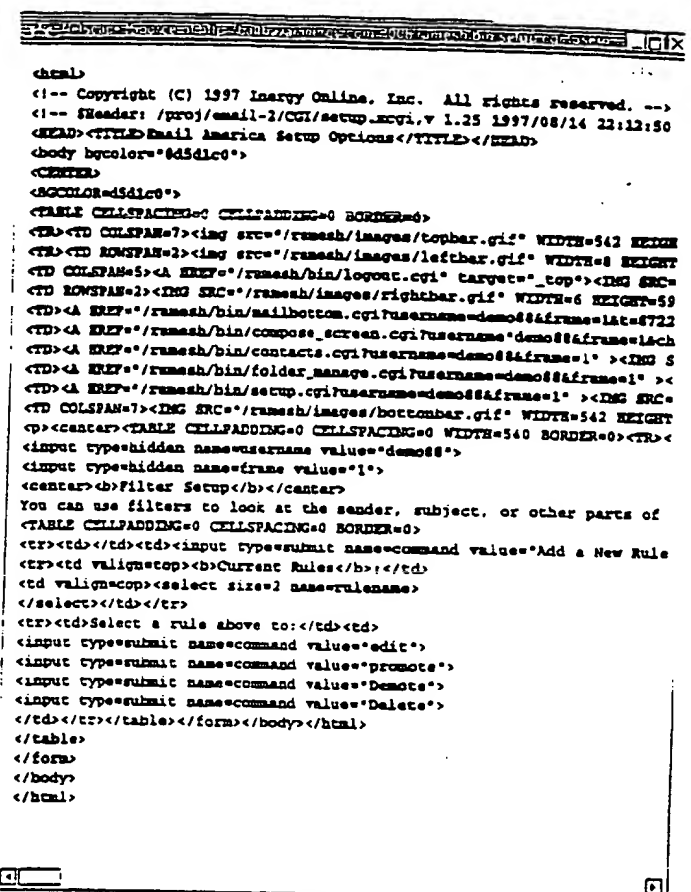 <html>
<!-- Copyright (C) 1997 Inergy Online, Inc. All rights reserved. -->
<!-- $Header: /proj/email-2/CGI/setup.mcgi,v 1.25 1997/08/14 22:12:50
<HEAD><TITLE>Email America Setup Options</TITLE></HEAD>
<body bgcolor="#d5d1c0">
<CENTER>
<BGCOLOR=d5d1c0">
<TABLE CELLSPACING=0 CELLPADDING=0 BORDER=0>
<TR><TD COLSPAN=7><img src="/ramesh/images/topbar.gif" WIDTH=542 HEIGH
<TR><TD ROWSPAN=2><img src="/ramesh/images/leftbar.gif" WIDTH=8 HEIGHT
<TD COLSPAN=5><A HREF="/ramesh/bin/logout.cgi" target="_top"><IMG SRC=
<TD ROWSPAN=2><IMG SRC="/ramesh/images/rightbar.gif" WIDTH=6 HEIGHT=59
<TD><A HREF="/ramesh/bin/mailbottom.cgi?username=demo88&frame=1&t=8722
<TD><A HREF="/ramesh/bin/compose_screen.cgi?username"demo88&frame=1&ch
<TD><A HREF="/ramesh/bin/contacts.cgi?username=demo88&frame=1" ><IMG S
<TD><A HREF="/ramesh/bin/folder_manage.cgi?username=demo88&frame=1" ><
<TD><A HREF="/ramesh/bin/setup.cgi?username=demo88&frame=1" ><IMG SRC=
<TD COLSPAN=7><IMG SRC="/ramesh/images/bottombar.gif" WIDTH=542 HEIGHT
<p><center><TABLE CELLPADDING=0 CELLSPACING=0 WIDTH=540 BORDER=0><TR><
<input type=hidden name=username value="demo88">
<input type=hidden name=frame value="1">
<center><b>Filter Setup</b></center>
You can use filters to look at the sender, subject, or other parts of
<TABLE CELLPADDING=0 CELLSPACING=0 BORDER=0>
<tr><td></td><td><input type=submit name=command value="Add a New Rule
<tr><td valign=top><b>Current Rules</b>:</td>
<td valign=top><select size=2 name=rulename>
</select></td></tr>
<tr><td>Select a rule above to:</td><td>
<input type=submit name=command value="edit">
<input type=submit name=command value="promote">
<input type=submit name=command value="Demote">
<input type=submit name=command value="Delete">
</td></tr></table></form></body></html>
</table>
</form>
</body>
</html>